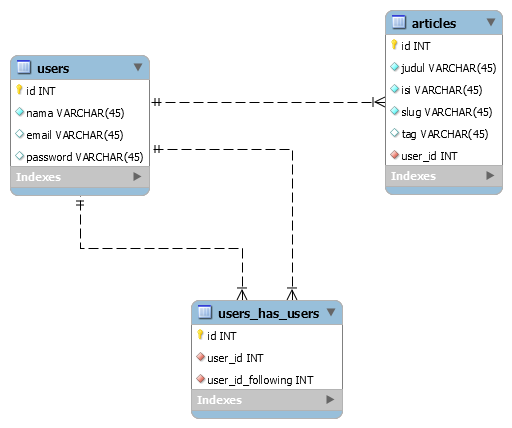 users
id INT
nama VARCHAR(45)
email VARCHAR(45)
password VARCHAR(45)
Indexes
articles
id INT
judul VARCHAR(45)
isi VARCHAR(45)
slug VARCHAR(45)
tag VARCHAR(45)
user_id INT
Indexes
users_has_users
id INT
user_id INT
user_id_following INT
Indexes